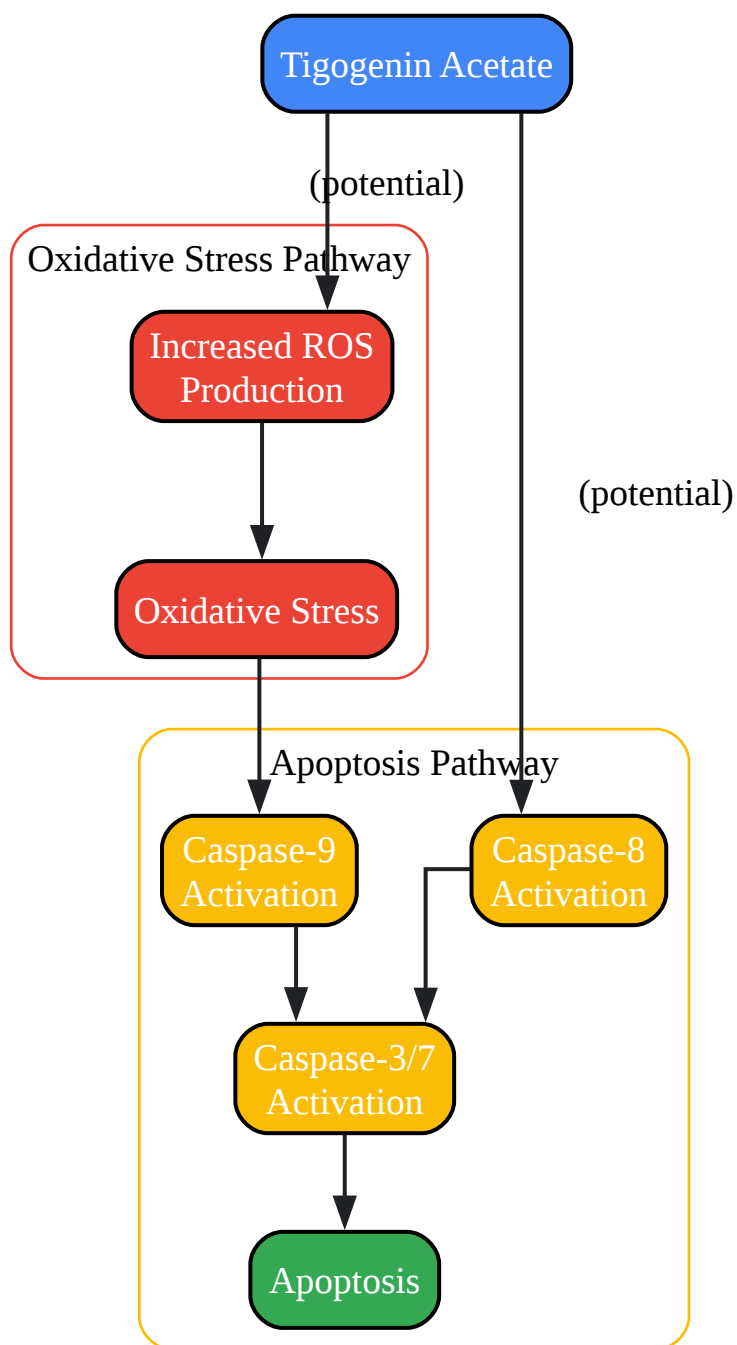 Tigogenin Acetate
(potential)
Oxidative Stress Pathway
Increased ROS
Production
(potential)
Oxidative Stress
Apoptosis Pathway
Caspase-9
Activation
Caspase-8
Activation
Caspase-3/7
Activation
Apoptosis